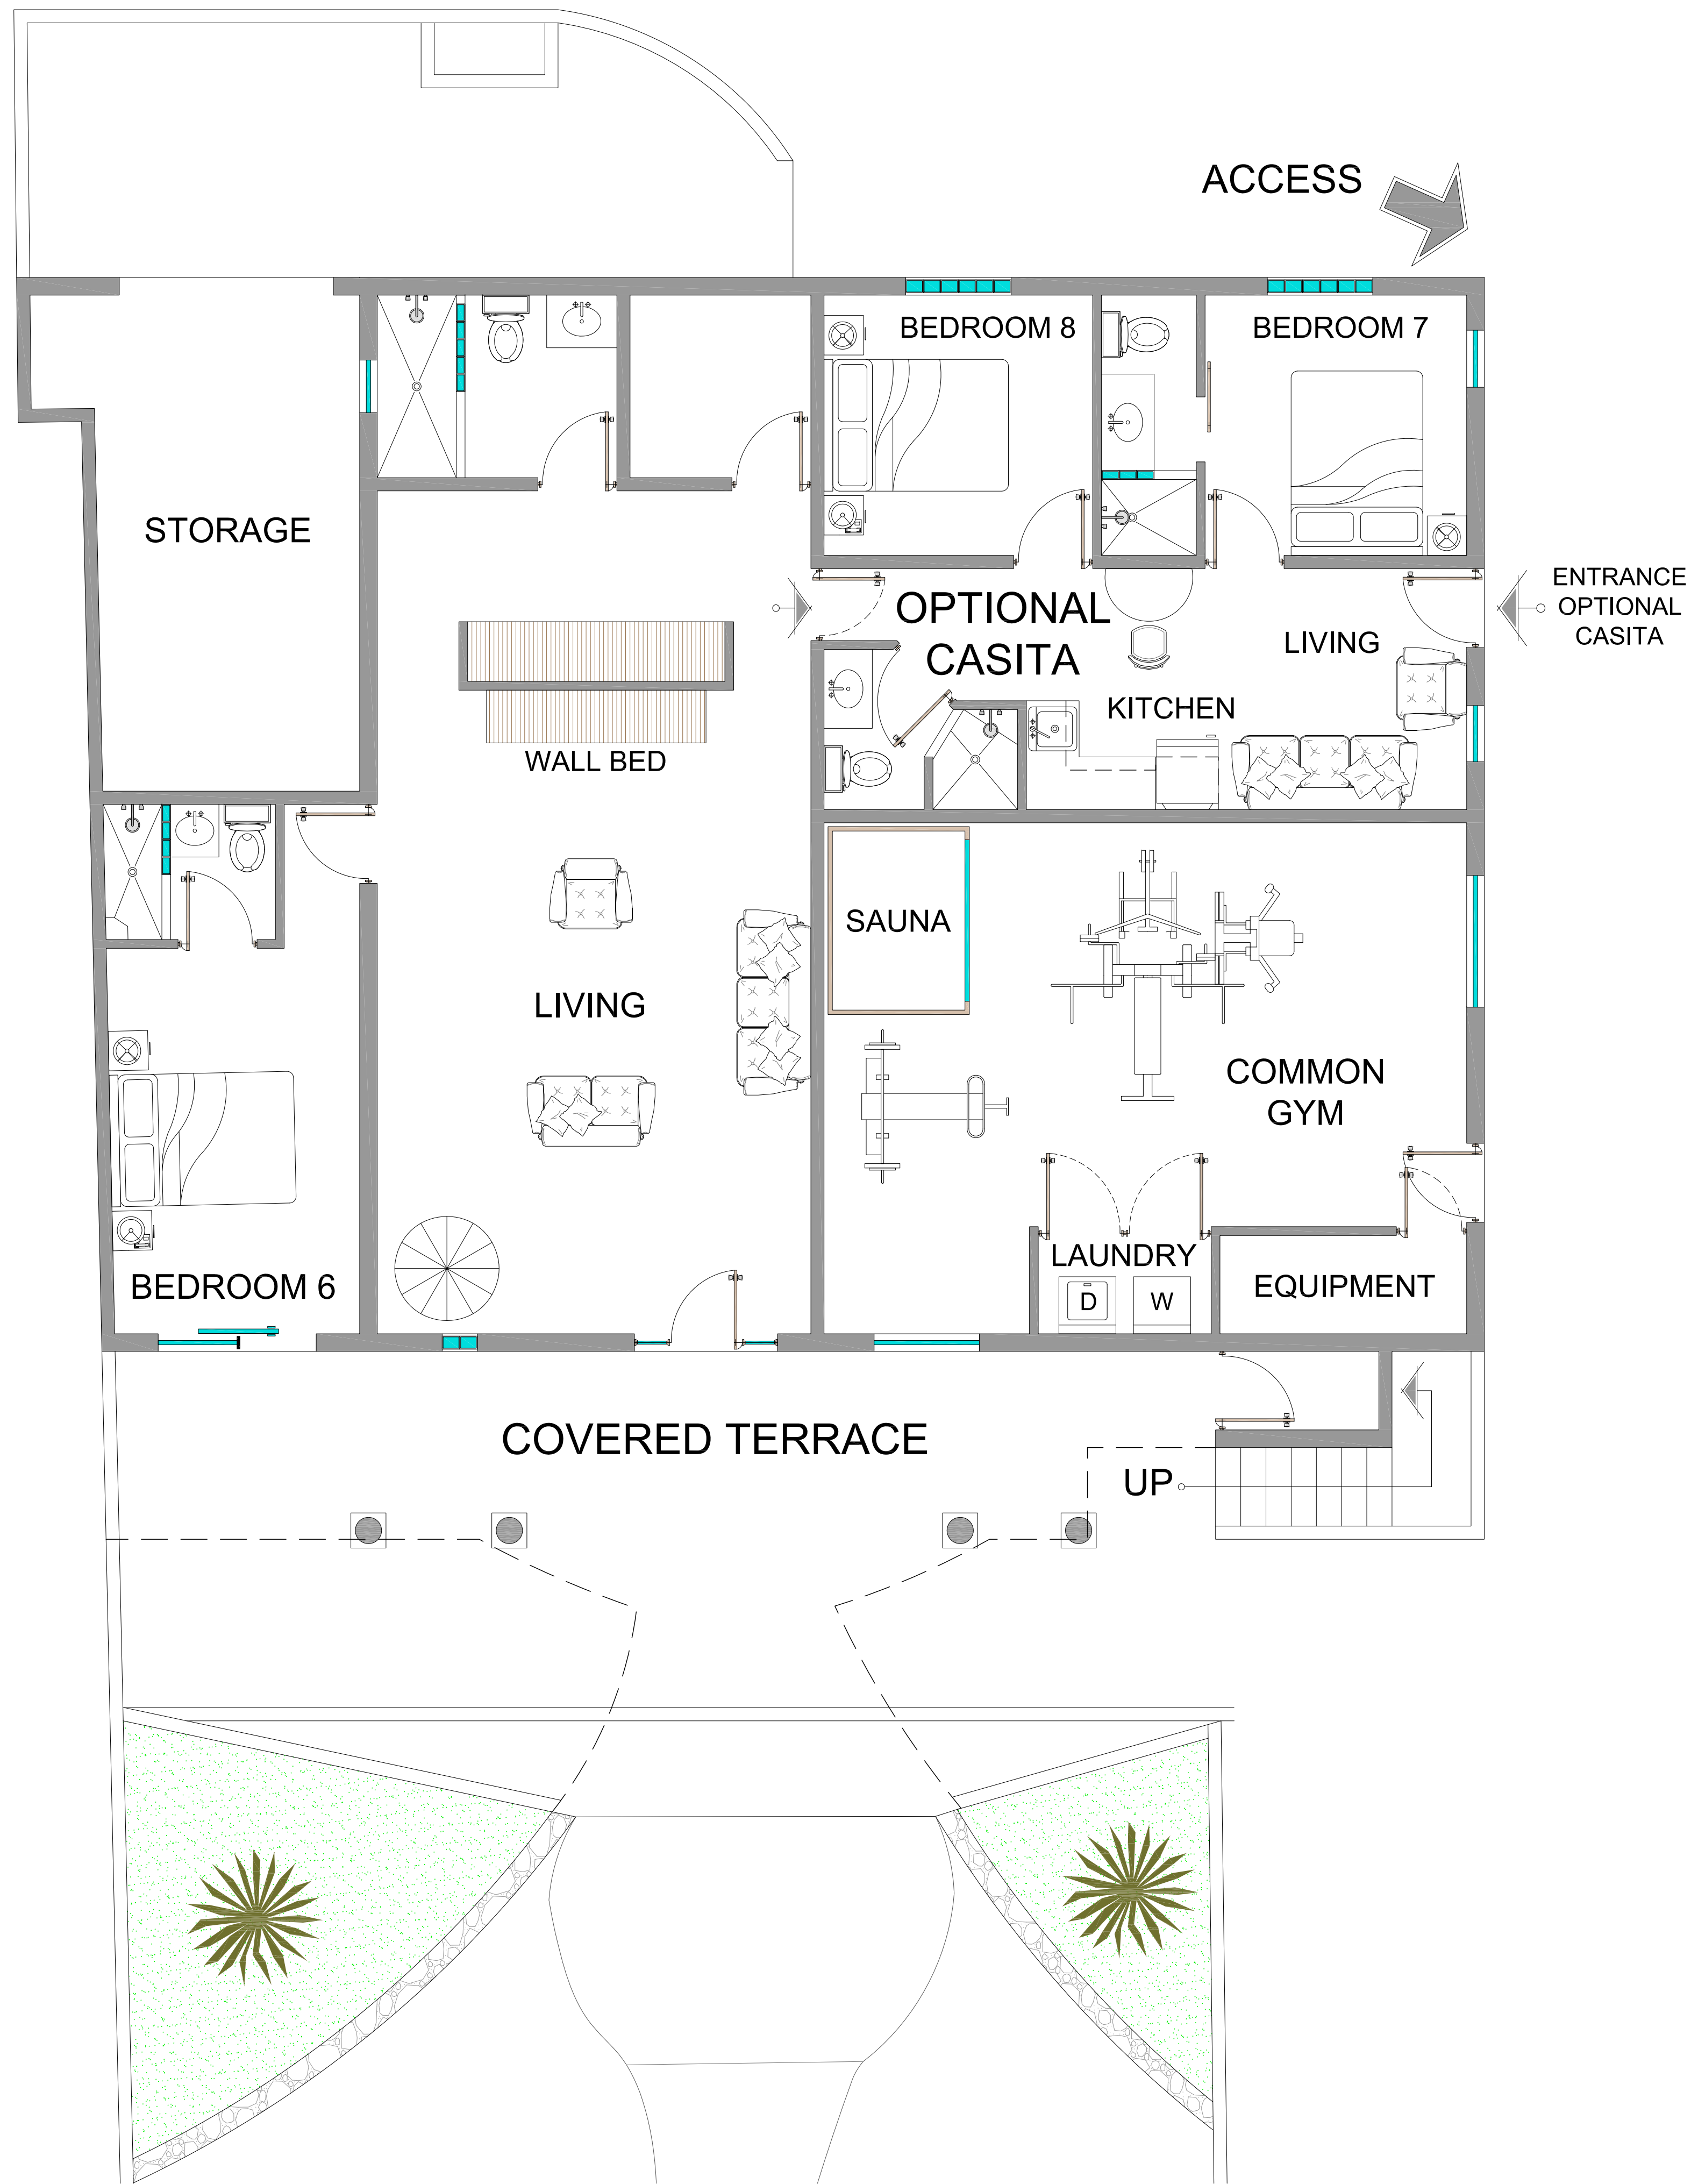 ACCESS
BEDROOM 8
BEDROOM 7
STORAGE
OPTIONAL
CASITA
ENTRANCE
OPTIONAL
CASITA
LIVING
KITCHEN
WALL BED
SAUNA
LIVING
COMMON
GYM
LAUNDRY
D
W
EQUIPMENT
BEDROOM 6
COVERED TERRACE
UP